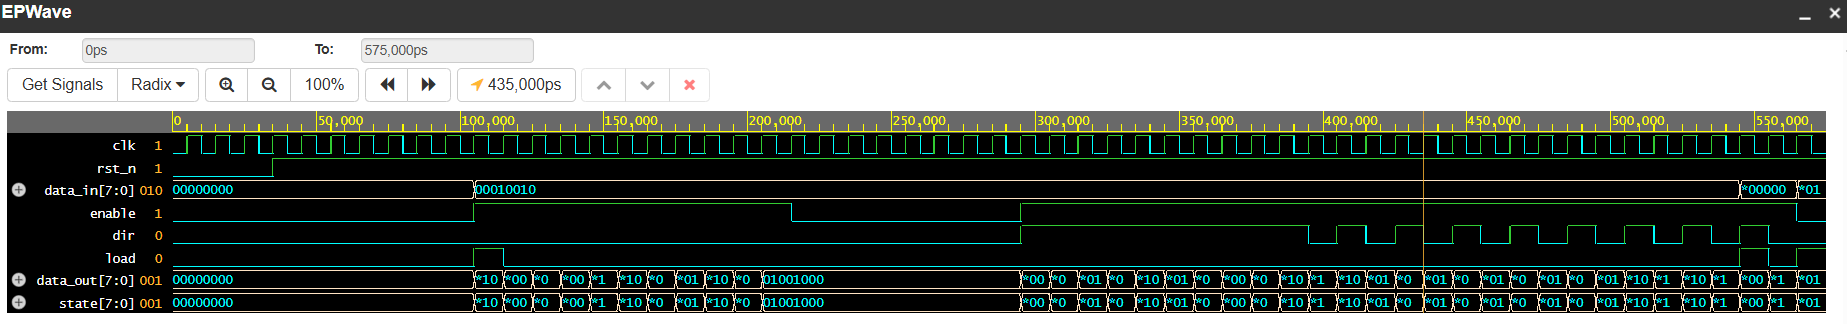 EPWave
From: 0ps To: 575,000ps
Get Signals Radix 100% 435,000ps
0 50,000 100,000 150,000 200,000 250,000 300,000 350,000 400,000 450,000 500,000 550,000
clk 1
rst_n 1
data_in[7:0] 010 00000000 00010010 *00000 *01
enable 1
dir 0
load 0
data_out[7:0] 001 00000000 *10 *00 *0 *00 *1 *10 *0 *01 *10 *0 01001000 *00 *0 *01 *0 *10 *01 *0 *00 *0 *10 *1 *10 *01 *0 *01 *0 *01 *0 *01 *0 *01 *10 *1 *10 *1 *00 *1 *01
state[7:0] 001 00000000 *10 *00 *0 *00 *1 *10 *0 *01 *10 *0 01001000 *00 *0 *01 *0 *10 *01 *0 *00 *0 *10 *1 *10 *01 *0 *01 *0 *01 *0 *01 *0 *01 *10 *1 *10 *1 *00 *1 *01